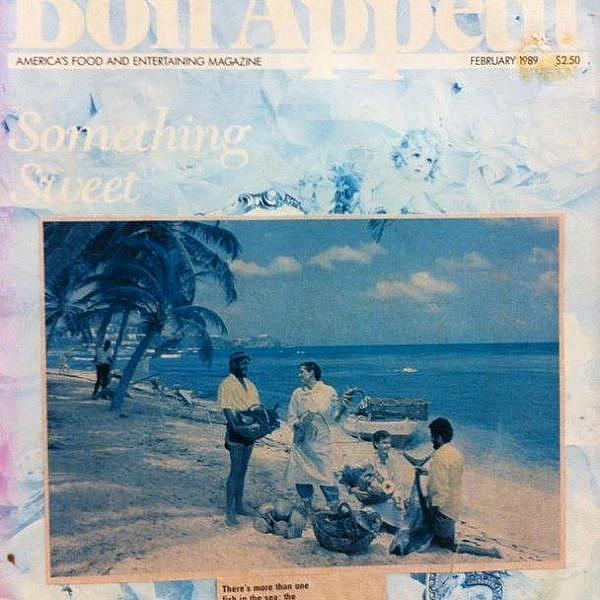 Bon Appétit
AMERICA'S FOOD AND ENTERTAINING MAGAZINE FEBRUARY 1989 $2.50
Something
Sweet
There's more than one
fish in the sea: the